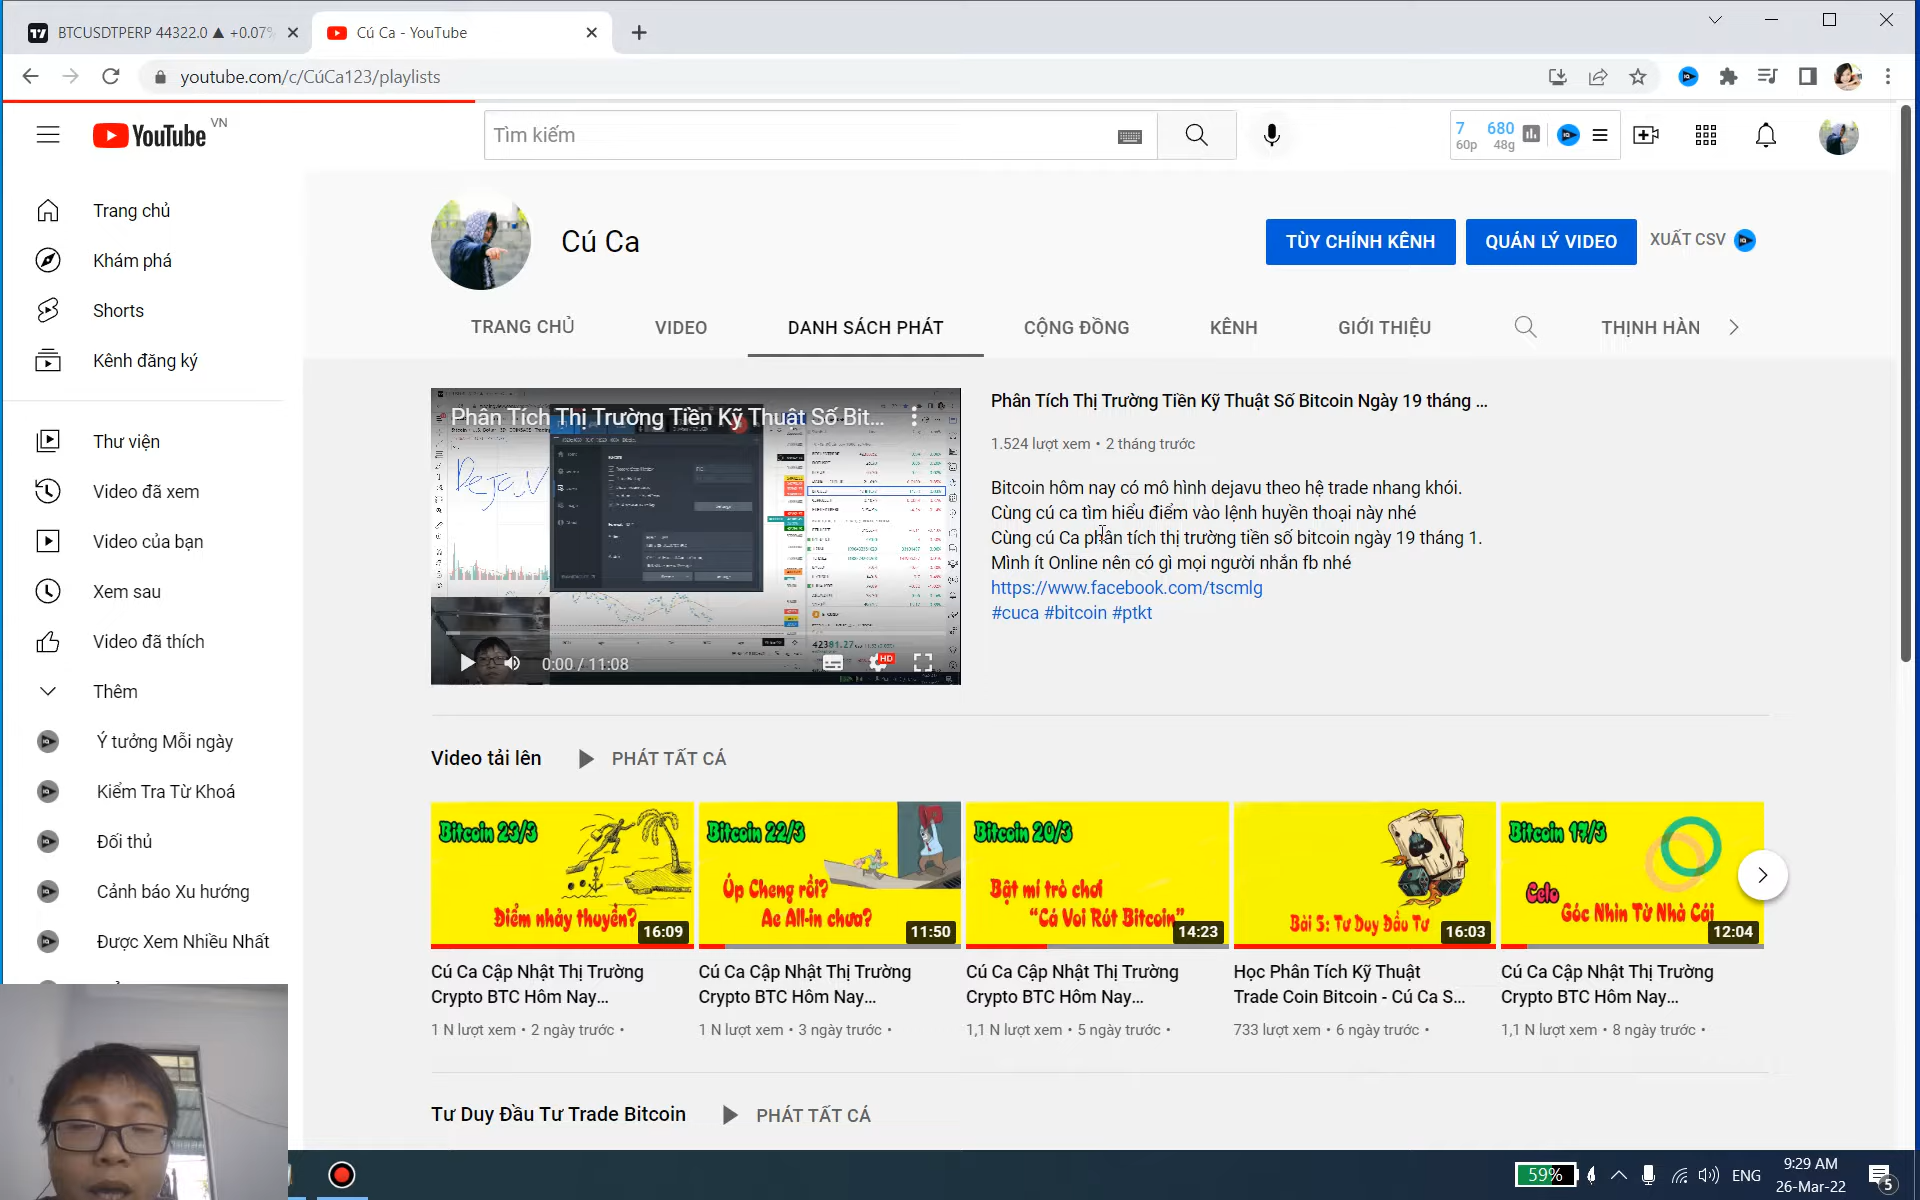 BTCUSDTPERP 44322.0 ▲ +0.07%
Cú Ca - YouTube
youtube.com/c/CúCa123/playlists
YouTube VN
Tìm kiếm
7 680
60p 48g
Trang chủ
Khám phá
Shorts
Kênh đăng ký
Thư viện
Video đã xem
Video của bạn
Xem sau
Video đã thích
Thêm
Ý tưởng Mỗi ngày
Kiểm Tra Từ Khoá
Đối thủ
Cảnh báo Xu hướng
Được Xem Nhiều Nhất
Cú Ca
TÙY CHỈNH KÊNH
QUẢN LÝ VIDEO
XUẤT CSV
TRANG CHỦ
VIDEO
DANH SÁCH PHÁT
CỘNG ĐỒNG
KÊNH
GIỚI THIỆU
THỊNH HÀN
Phân Tích Thị Trường Tiền Kỹ Thuật Số Bit...
0:00 / 11:08
HD
Phân Tích Thị Trường Tiền Kỹ Thuật Số Bitcoin Ngày 19 tháng ...
1.524 lượt xem • 2 tháng trước
Bitcoin hôm nay có mô hình dejavu theo hệ trade nhang khói.
Cùng cú ca tìm hiểu điểm vào lệnh huyền thoại này nhé
Cùng cú Ca phân tích thị trường tiền số bitcoin ngày 19 tháng 1.
Mình ít Online nên có gì mọi người nhắn fb nhé
https://www.facebook.com/tscmlg
#cuca #bitcoin #ptkt
Video tải lên
PHÁT TẤT CẢ
Bitcoin 23/3
Điểm nhảy thuyền?
16:09
Bitcoin 22/3
Úp Cheng rồi?
Ae All-in chưa?
11:50
Bitcoin 20/3
Bật mí trò chơi
"Cá Voi Rút Bitcoin"
14:23
Bài 5: Tư Duy Đầu Tư
16:03
Bitcoin 17/3
Celo
Góc Nhìn Từ Nhà Cái
12:04
Cú Ca Cập Nhật Thị Trường
Crypto BTC Hôm Nay...
1 N lượt xem • 2 ngày trước •
Cú Ca Cập Nhật Thị Trường
Crypto BTC Hôm Nay...
1 N lượt xem • 3 ngày trước •
Cú Ca Cập Nhật Thị Trường
Crypto BTC Hôm Nay...
1,1 N lượt xem • 5 ngày trước •
Học Phân Tích Kỹ Thuật
Trade Coin Bitcoin - Cú Ca S...
733 lượt xem • 6 ngày trước •
Cú Ca Cập Nhật Thị Trường
Crypto BTC Hôm Nay...
1,1 N lượt xem • 8 ngày trước •
Tư Duy Đầu Tư Trade Bitcoin
PHÁT TẤT CẢ
59%
ENG
9:29 AM
26-Mar-22
5